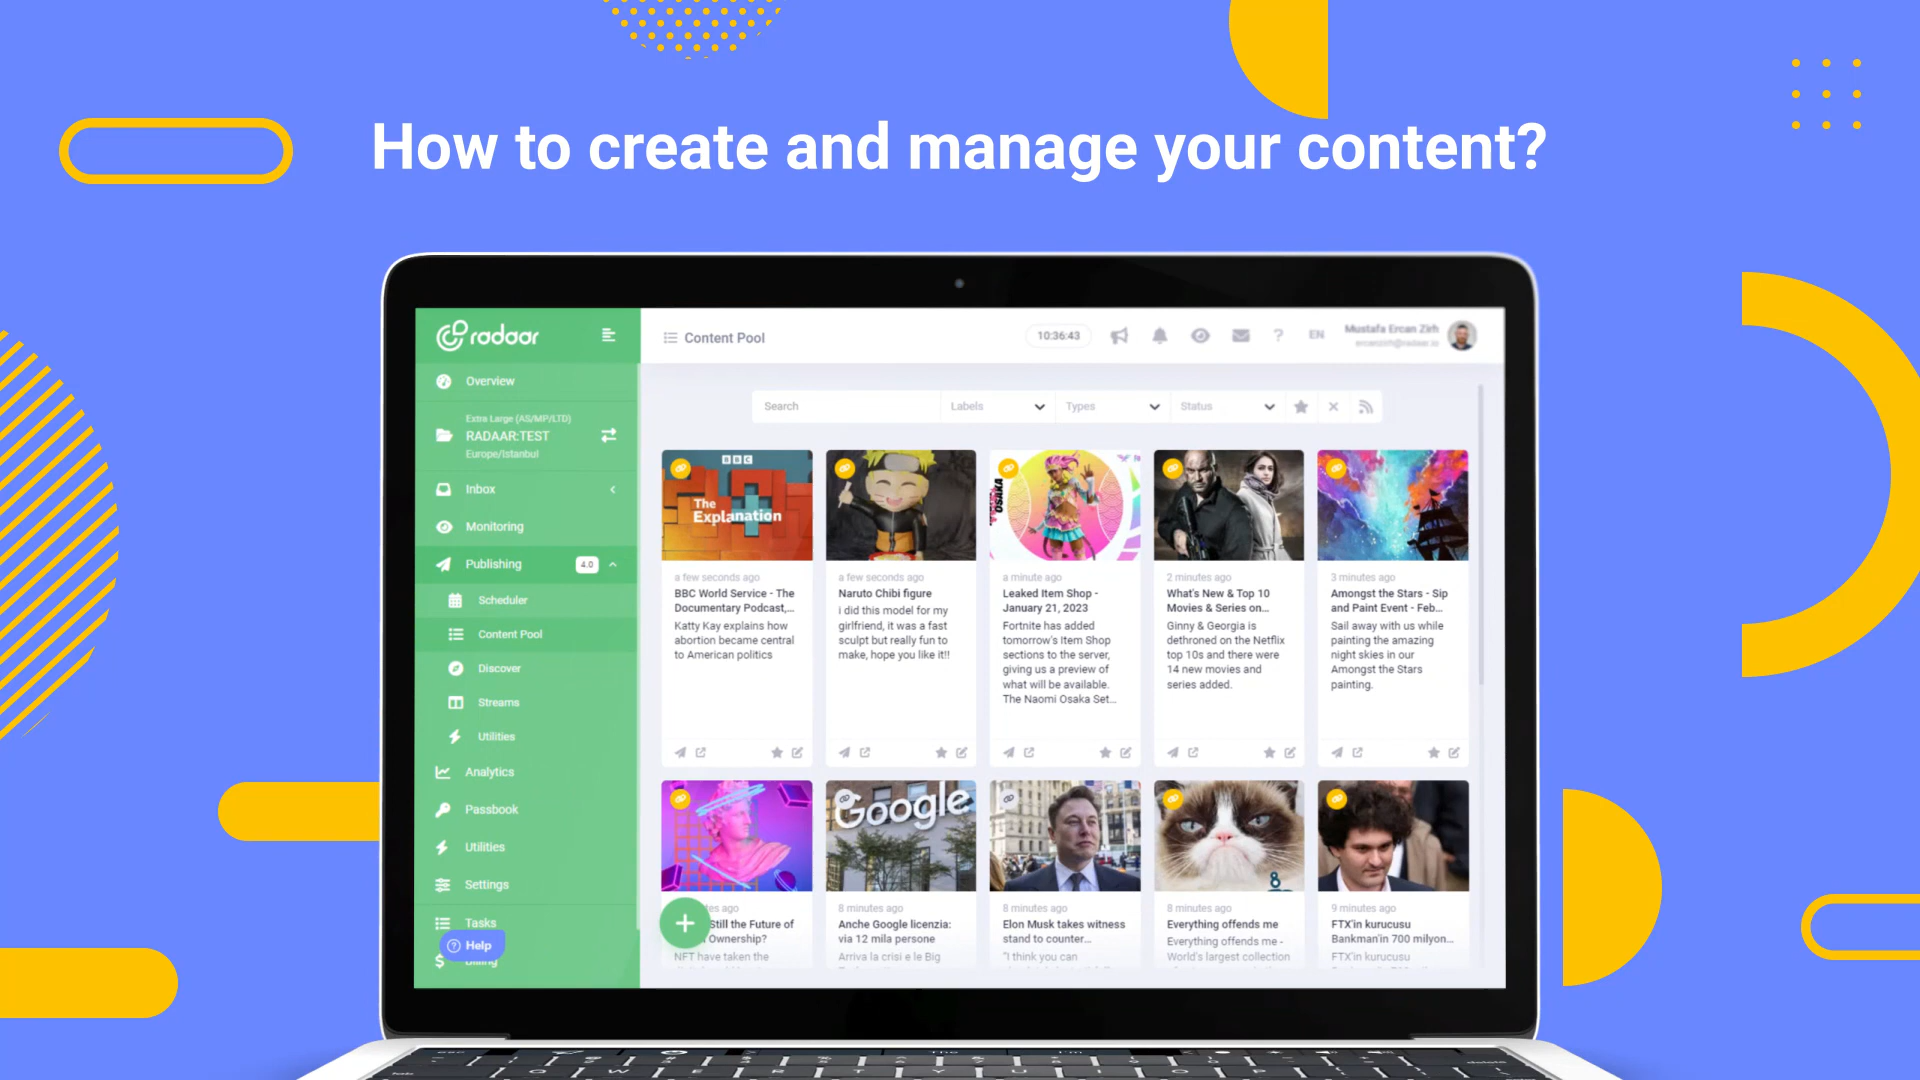 How to create and manage your content?
radaar
Content Pool
10:36:43
EN
Mustafa Ercan Zirh
ercanzirh@radaar.io
Overview
Extra Large (AS/MP/LTD)
RADAAR:TEST
Europe/Istanbul
Inbox
Monitoring
Publishing
4.0
Scheduler
Content Pool
Discover
Streams
Utilities
Analytics
Passbook
Utilities
Settings
Tasks
Help
Billing
Search
Labels
Types
Status
BBC
The
Explanation
a few seconds ago
BBC World Service - The
Documentary Podcast,...
Katty Kay explains how
abortion became central
to American politics
a few seconds ago
Naruto Chibi figure
i did this model for my
girlfriend, it was a fast
sculpt but really fun to
make, hope you like it!!
OSAKA
a minute ago
Leaked Item Shop -
January 21, 2023
Fortnite has added
tomorrow's Item Shop
sections to the server,
giving us a preview of
what will be available.
The Naomi Osaka Set...
2 minutes ago
What's New & Top 10
Movies & Series on...
Ginny & Georgia is
dethroned on the Netflix
top 10s and there were
14 new movies and
series added.
3 minutes ago
Amongst the Stars - Sip
and Paint Event - Feb...
Sail away with us while
painting the amazing
night skies in our
Amongst the Stars
painting.
ago
Still the Future of
Ownership?
NFT have taken the
Google
8 minutes ago
Anche Google licenzia:
via 12 mila persone
Arriva la crisi e le Big
8 minutes ago
Elon Musk takes witness
stand to counter...
"I think you can
8
8 minutes ago
Everything offends me
Everything offends me -
World's largest collection
9 minutes ago
FTX'in kurucusu
Bankman'in 700 milyon...
FTX'in kurucusu